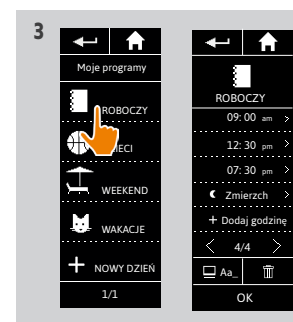 3
Moje programy
ROBOCZY
IECI
WEEKEND
WAKACJE
NOWY DZIEŃ
1/1
ROBOCZY
09: 00 am >
12: 30 pm >
07: 30 pm >
Zmierzch >
+ Dodaj godzinę
< 4/4 >
Aa_
OK